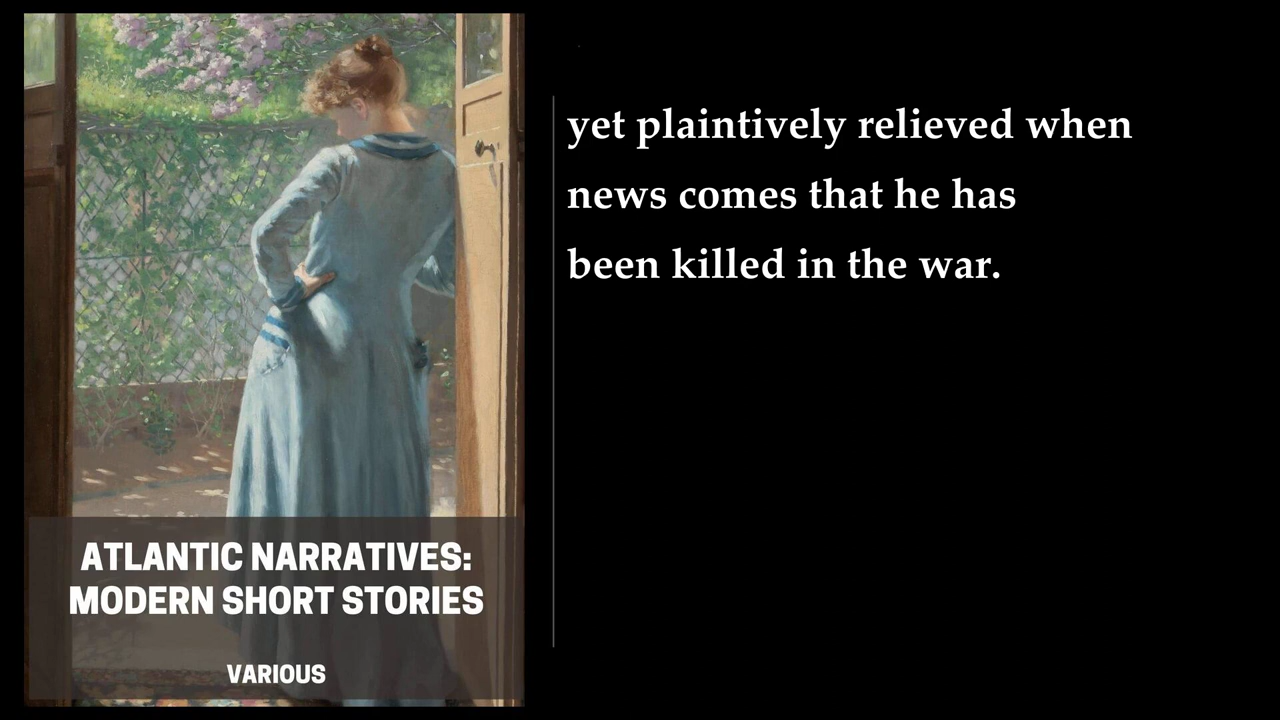 yet plaintively relieved when
news comes that he has
been killed in the war.
ATLANTIC NARRATIVES:
MODERN SHORT STORIES
VARIOUS